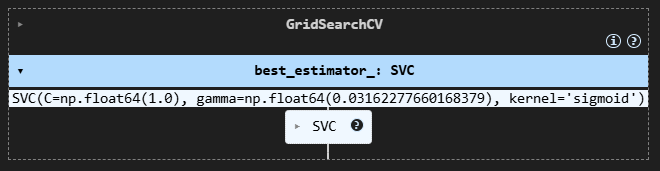 GridSearchCV
i ?
best_estimator_: SVC
SVC(C=np.float64(1.0), gamma=np.float64(0.03162277660168379), kernel='sigmoid')
SVC ?